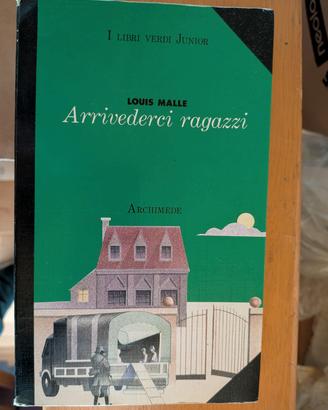 I LIBRI VERDI JUNIOR
LOUIS MALLE
Arrivederci ragazzi
ARCHIMEDE